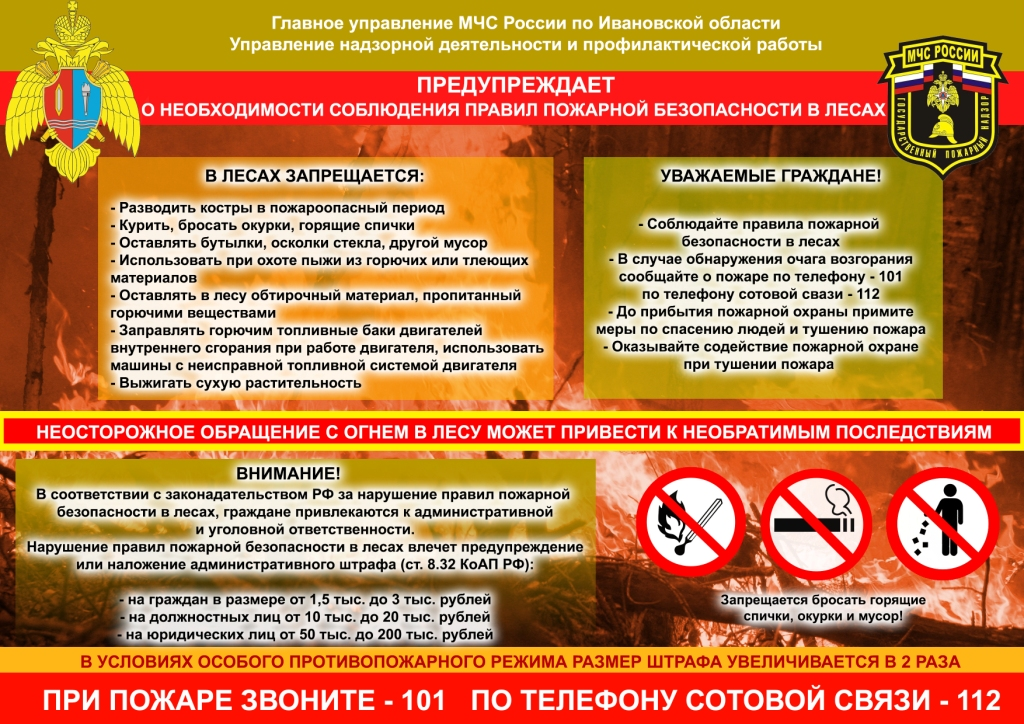 Главное управление МЧС России по Ивановской области
Управление надзорной деятельности и профилактической работы
МЧС РОССИИ
ГОСУДАРСТВЕННЫЙ ПОЖАРНЫЙ НАДЗОР
ПРЕДУПРЕЖДАЕТ
О НЕОБХОДИМОСТИ СОБЛЮДЕНИЯ ПРАВИЛ ПОЖАРНОЙ БЕЗОПАСНОСТИ В ЛЕСАХ
В ЛЕСАХ ЗАПРЕЩАЕТСЯ:
- Разводить костры в пожароопасный период
- Курить, бросать окурки, горящие спички
- Оставлять бутылки, осколки стекла, другой мусор
- Использовать при охоте пыжи из горючих или тлеющих
материалов
- Оставлять в лесу обтирочный материал, пропитанный
горючими веществами
- Заправлять горючим топливные баки двигателей
внутреннего сгорания при работе двигателя, использовать
машины с неисправной топливной системой двигателя
- Выжигать сухую растительность
УВАЖАЕМЫЕ ГРАЖДАНЕ!
- Соблюдайте правила пожарной
безопасности в лесах
- В случае обнаружения очага возгорания
сообщайте о пожаре по телефону - 101
по телефону сотовой свази - 112
- До прибытия пожарной охраны примите
меры по спасению людей и тушению пожара
- Оказывайте содействие пожарной охране
при тушении пожара
НЕОСТОРОЖНОЕ ОБРАЩЕНИЕ С ОГНЕМ В ЛЕСУ МОЖЕТ ПРИВЕСТИ К НЕОБРАТИМЫМ ПОСЛЕДСТВИЯМ
ВНИМАНИЕ!
В соответствии с законадательством РФ за нарушение правил пожарной
безопасности в лесах, граждане привлекаются к административной
и уголовной ответственности.
Нарушение правил пожарной безопасности в лесах влечет предупреждение
или наложение административного штрафа (ст. 8.32 КоАП РФ):
- на граждан в размере от 1,5 тыс. до 3 тыс. рублей
- на должностных лиц от 10 тыс. до 20 тыс. рублей
- на юридических лиц от 50 тыс. до 200 тыс. рублей
Запрещается бросать горящие
спички, окурки и мусор!
В УСЛОВИЯХ ОСОБОГО ПРОТИВОПОЖАРНОГО РЕЖИМА РАЗМЕР ШТРАФА УВЕЛИЧИВАЕТСЯ В 2 РАЗА
ПРИ ПОЖАРЕ ЗВОНИТЕ - 101 ПО ТЕЛЕФОНУ СОТОВОЙ СВЯЗИ - 112